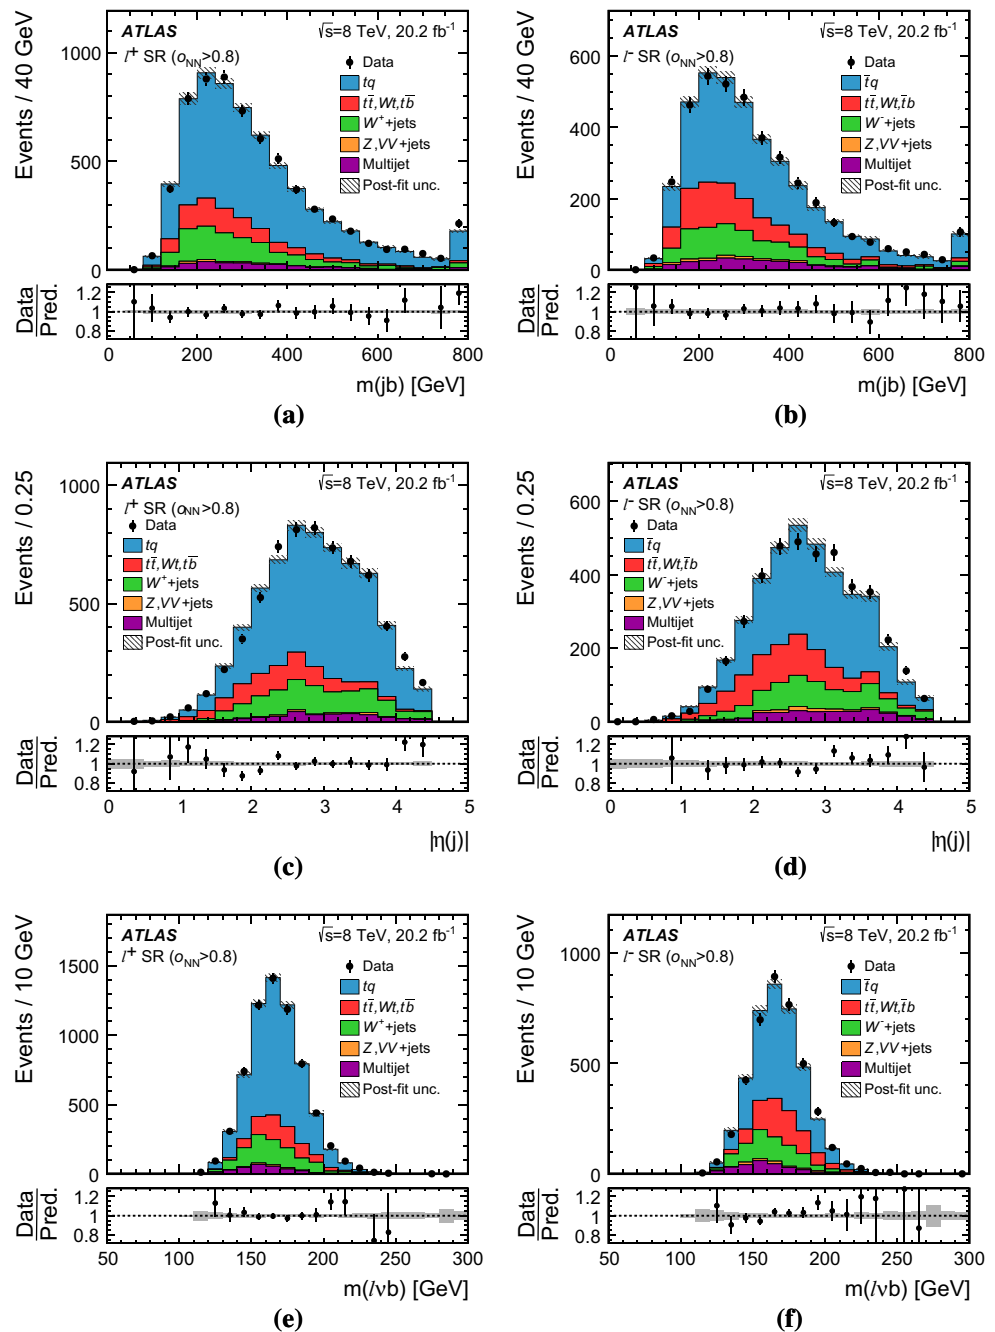 ATLAS √s=8 TeV, 20.2 fb⁻¹
l⁺ SR (o_NN>0.8)
Events / 40 GeV
1000
500
0
Data
tq
tt̄,Wt,tb̄
W⁺+jets
Z,VV+jets
Multijet
Post-fit unc.
Data
Pred.
1.2
1
0.8
0 200 400 600 800
m(jb) [GeV]
(a)
ATLAS √s=8 TeV, 20.2 fb⁻¹
l⁻ SR (o_NN>0.8)
Events / 40 GeV
600
400
200
0
Data
t̄q
tt̄,Wt,t̄b
W⁻+jets
Z,VV+jets
Multijet
Post-fit unc.
Data
Pred.
1.2
1
0.8
0 200 400 600 800
m(jb) [GeV]
(b)
ATLAS √s=8 TeV, 20.2 fb⁻¹
l⁺ SR (o_NN>0.8)
Events / 0.25
1000
500
0
Data
tq
tt̄,Wt,tb̄
W⁺+jets
Z,VV+jets
Multijet
Post-fit unc.
Data
Pred.
1.2
1
0.8
0 1 2 3 4 5
|η(j)|
(c)
ATLAS √s=8 TeV, 20.2 fb⁻¹
l⁻ SR (o_NN>0.8)
Events / 0.25
600
400
200
0
Data
t̄q
tt̄,Wt,t̄b
W⁻+jets
Z,VV+jets
Multijet
Post-fit unc.
Data
Pred.
1.2
1
0.8
0 1 2 3 4 5
|η(j)|
(d)
ATLAS √s=8 TeV, 20.2 fb⁻¹
l⁺ SR (o_NN>0.8)
Events / 10 GeV
1500
1000
500
0
Data
tq
tt̄,Wt,tb̄
W⁺+jets
Z,VV+jets
Multijet
Post-fit unc.
Data
Pred.
1.2
1
0.8
50 100 150 200 250 300
m(lνb) [GeV]
(e)
ATLAS √s=8 TeV, 20.2 fb⁻¹
l⁻ SR (o_NN>0.8)
Events / 10 GeV
1000
500
0
Data
t̄q
tt̄,Wt,t̄b
W⁻+jets
Z,VV+jets
Multijet
Post-fit unc.
Data
Pred.
1.2
1
0.8
50 100 150 200 250 300
m(lνb) [GeV]
(f)